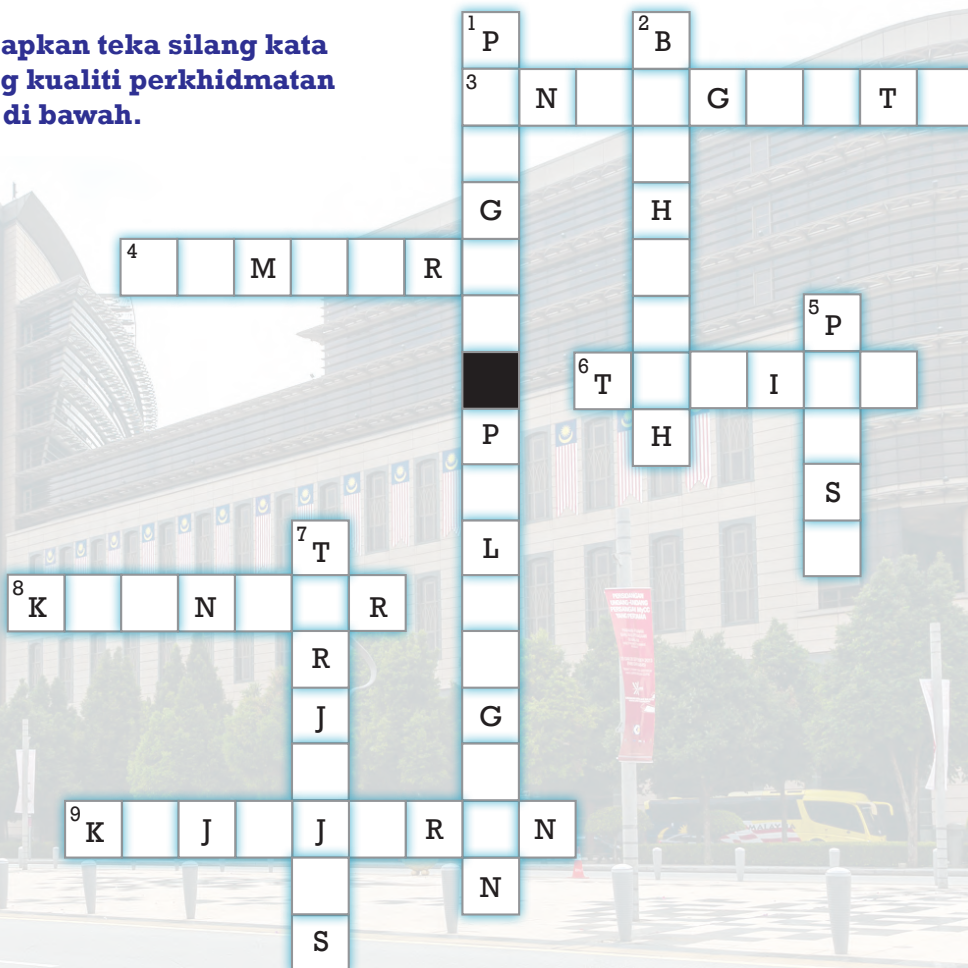 apkan teka silang kata
g kualiti perkhidmatan
di bawah.
1 P 2 B
3 N G T
G H
4 M R
5 P
6 T I
P H
S
7 T L
8 K N R
R
J G
9 K J J R N
N
S